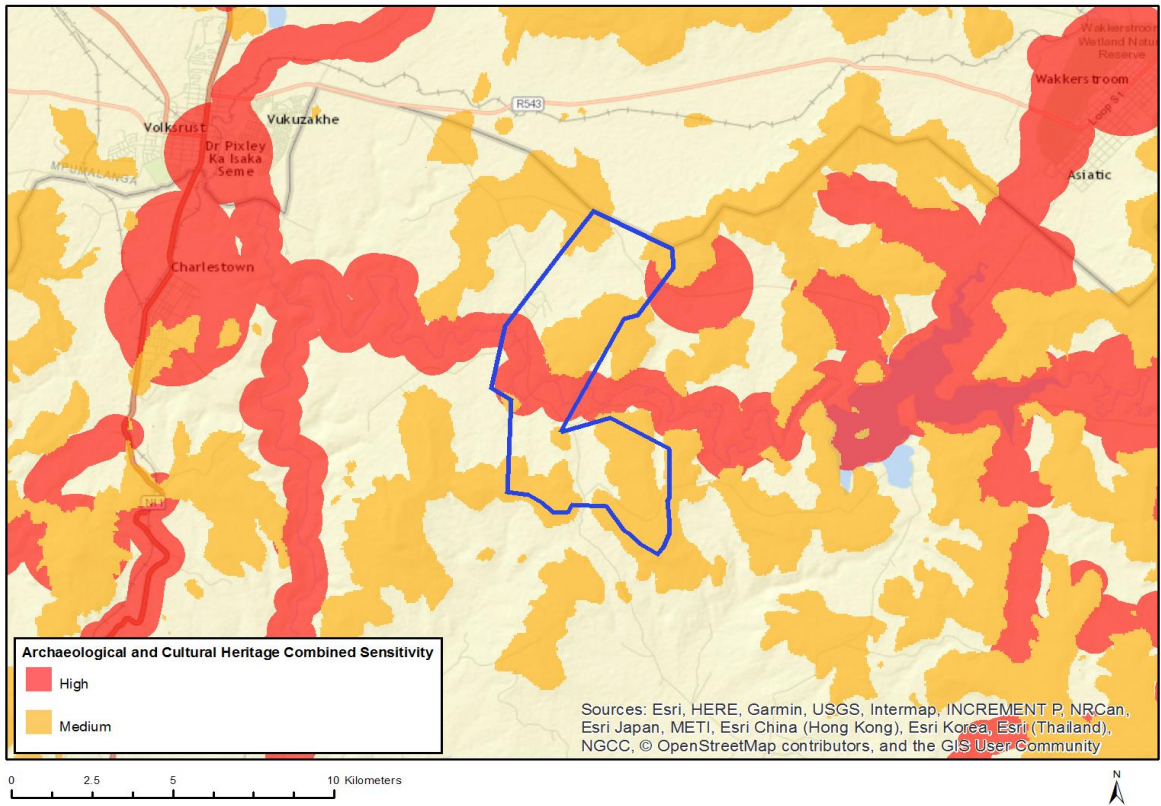 Wakkerstroom
Wetland Nature
Reserve
Wakkerstroom
Loop St
R543
Volksrust
Vukuzakhe
Dr Pixley
Ka Isaka
Seme
MPUMALANGA
Asiatic
Charlestown
N11
Archaeological and Cultural Heritage Combined Sensitivity
High
Medium
Sources: Esri, HERE, Garmin, USGS, Intermap, INCREMENT P, NRCan,
Esri Japan, METI, Esri China (Hong Kong), Esri Korea, Esri (Thailand),
NGCC, © OpenStreetMap contributors, and the GIS User Community
0 2.5 5 10 Kilometers
N